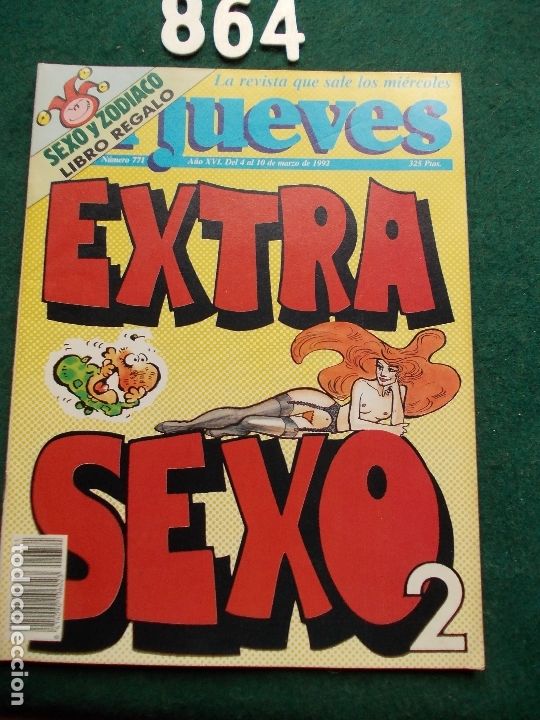 864
SEXO y ZODIACO
LIBRO REGALO
La revista que sale los miércoles
jueves
Número 771
Año XVI. Del 4 al 10 de marzo de 1992
325 Ptas.
EXTRA
SEXO
2
todocoleccion